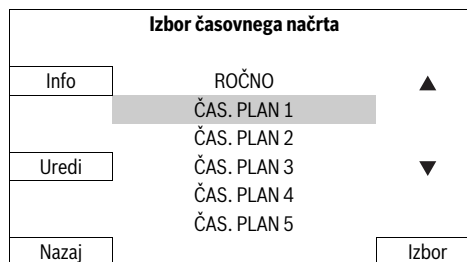 Izbor časovnega načrta
Info
ROČNO
▲
ČAS. PLAN 1
ČAS. PLAN 2
Uredi
ČAS. PLAN 3
▼
ČAS. PLAN 4
ČAS. PLAN 5
Nazaj
Izbor